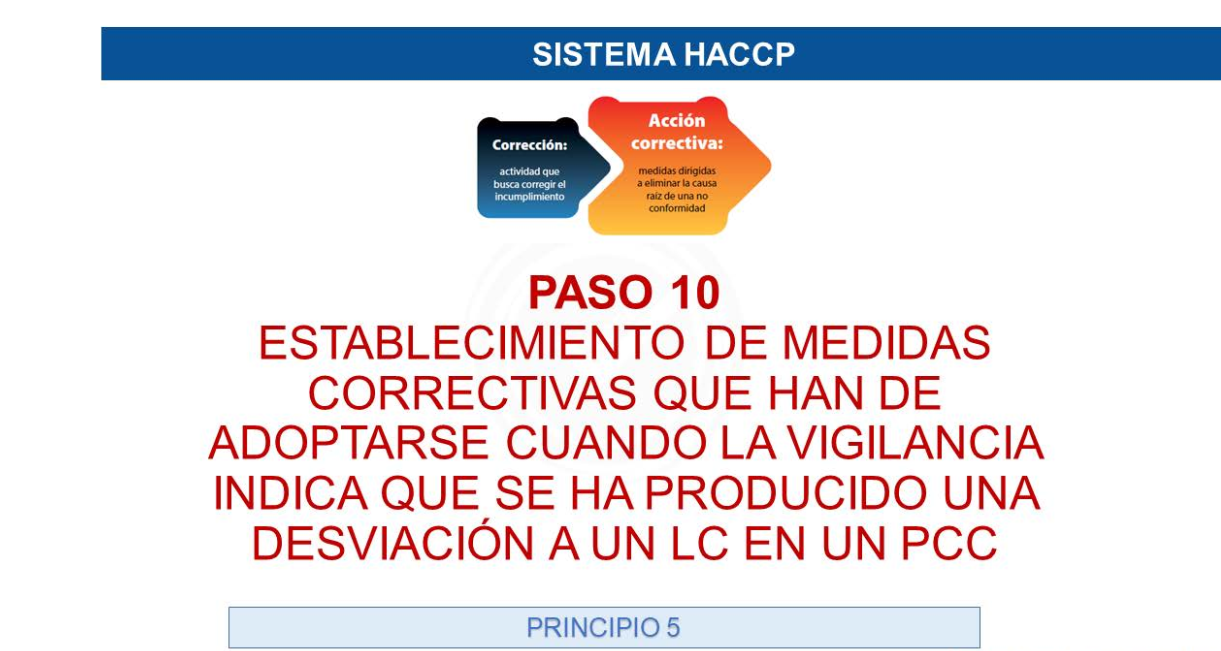 SISTEMA HACCP
Corrección:
actividad que
busca corregir el
incumplimiento
Acción
correctiva:
medidas dirigidas
a eliminar la causa
raíz de una no
conformidad
PASO 10
ESTABLECIMIENTO DE MEDIDAS
CORRECTIVAS QUE HAN DE
ADOPTARSE CUANDO LA VIGILANCIA
INDICA QUE SE HA PRODUCIDO UNA
DESVIACIÓN A UN LC EN UN PCC
PRINCIPIO 5